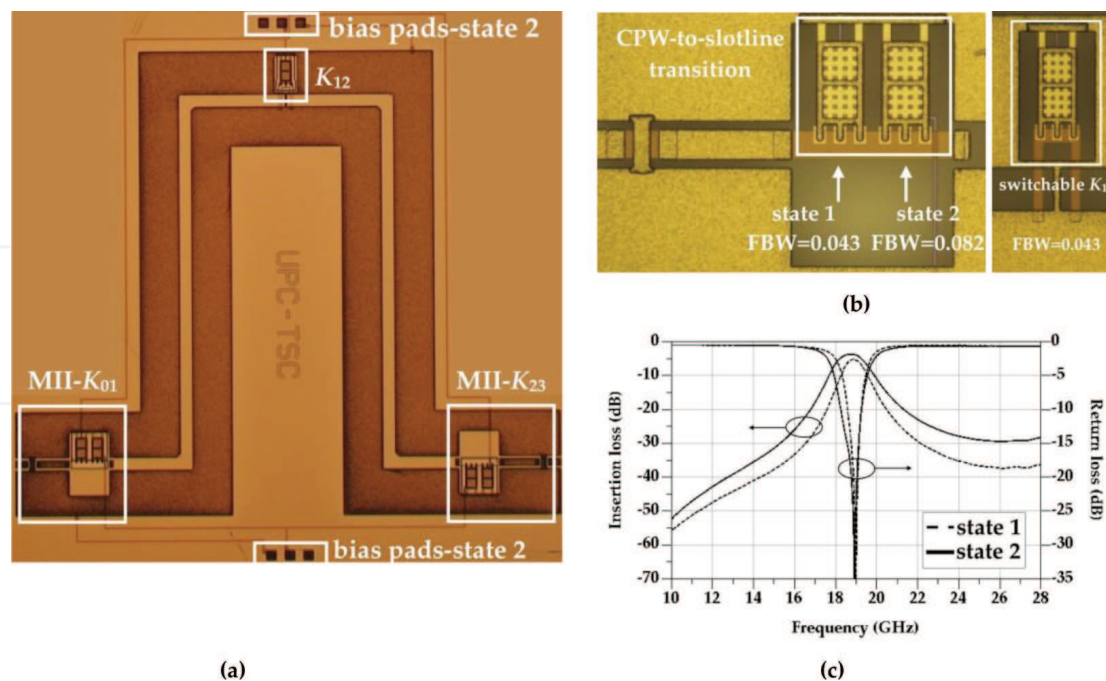 bias pads-state 2
K12
UPC-TSC
MII-K01
MII-K23
bias pads-state 2
(a)
CPW-to-slotline
transition
state 1
state 2
FBW=0.043
FBW=0.082
switchable K1
FBW=0.043
(b)
0
-10
-20
-30
-40
-50
-60
-70
Insertion loss (dB)
0
-5
-10
-15
-20
-25
-30
-35
Return loss (dB)
state 1
state 2
10 12 14 16 18 20 22 24 26 28
Frequency (GHz)
(c)